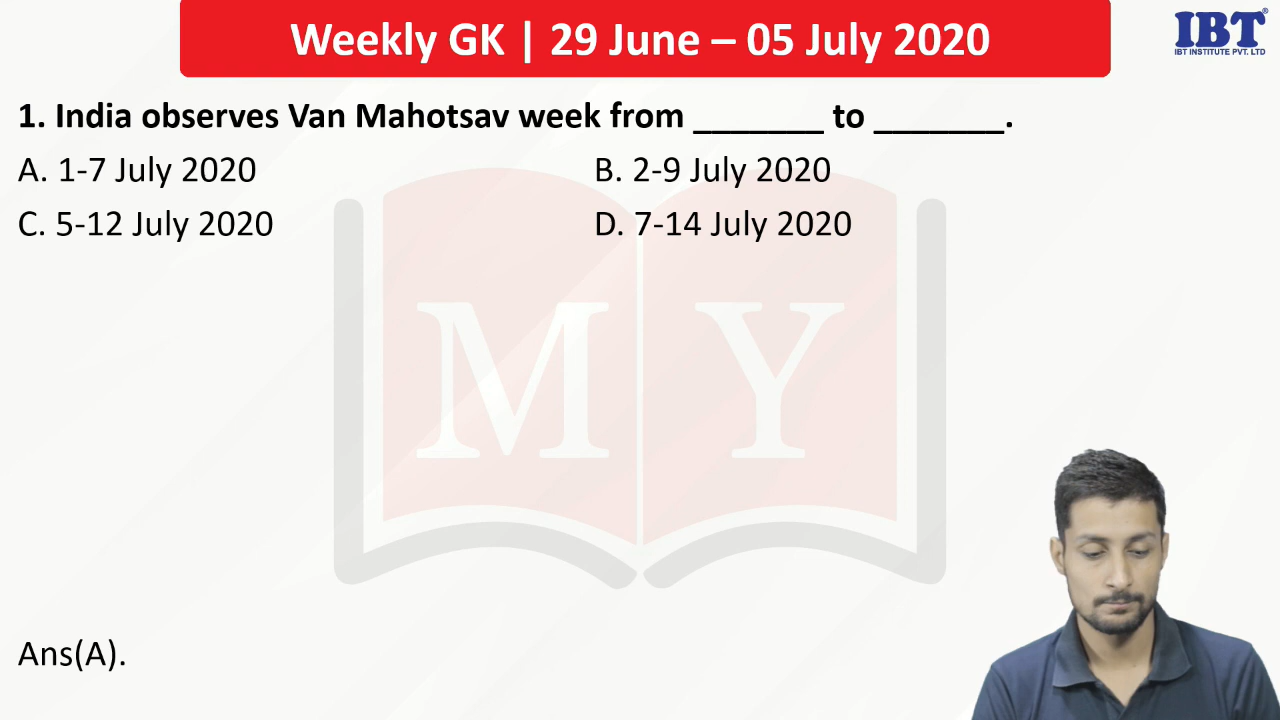 Weekly GK | 29 June – 05 July 2020
IBT®
IBT INSTITUTE PVT. LTD
1. India observes Van Mahotsav week from _______ to _______.
A. 1-7 July 2020 B. 2-9 July 2020
C. 5-12 July 2020 D. 7-14 July 2020
M Y
Ans(A).